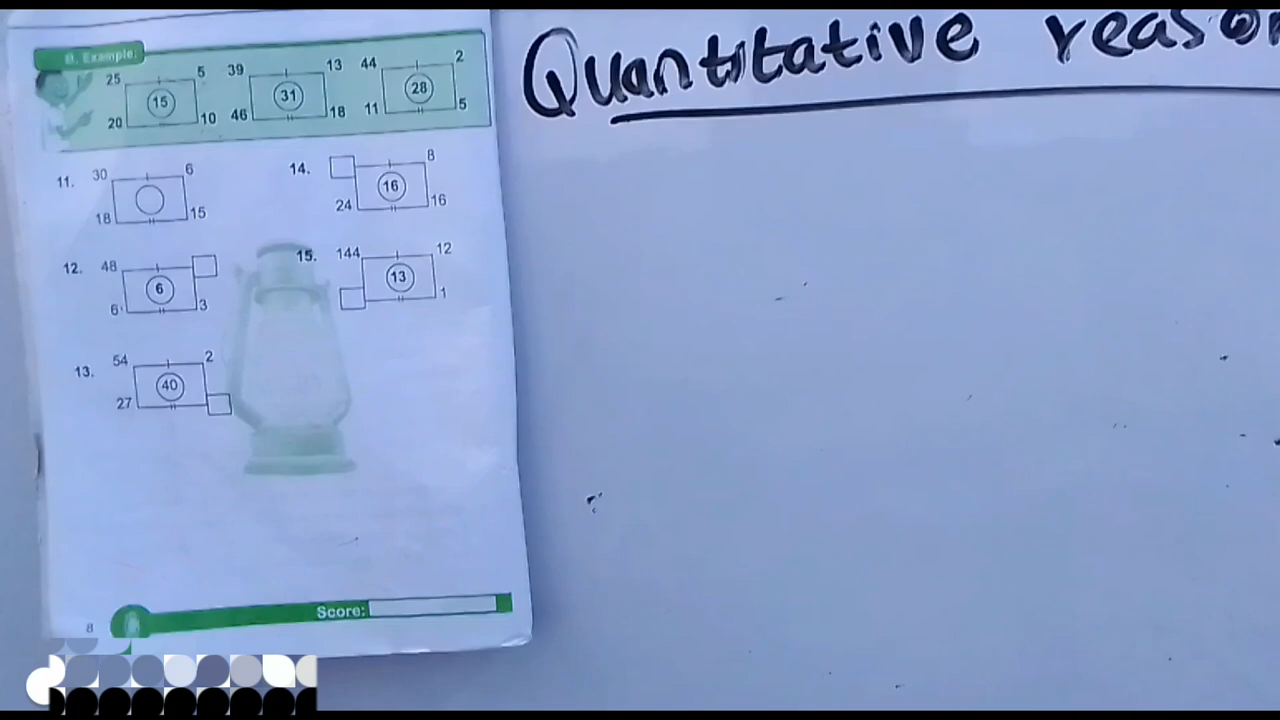 Quantitative reason
B. Example:
25 5 39 13 44 2
15 31 28
20 10 46 18 11 5
11. 30 6
18 15
14. 8
16
24 16
12. 48
6
6 3
15. 144 12
13
1
13. 54 2
40
27
Score:
8